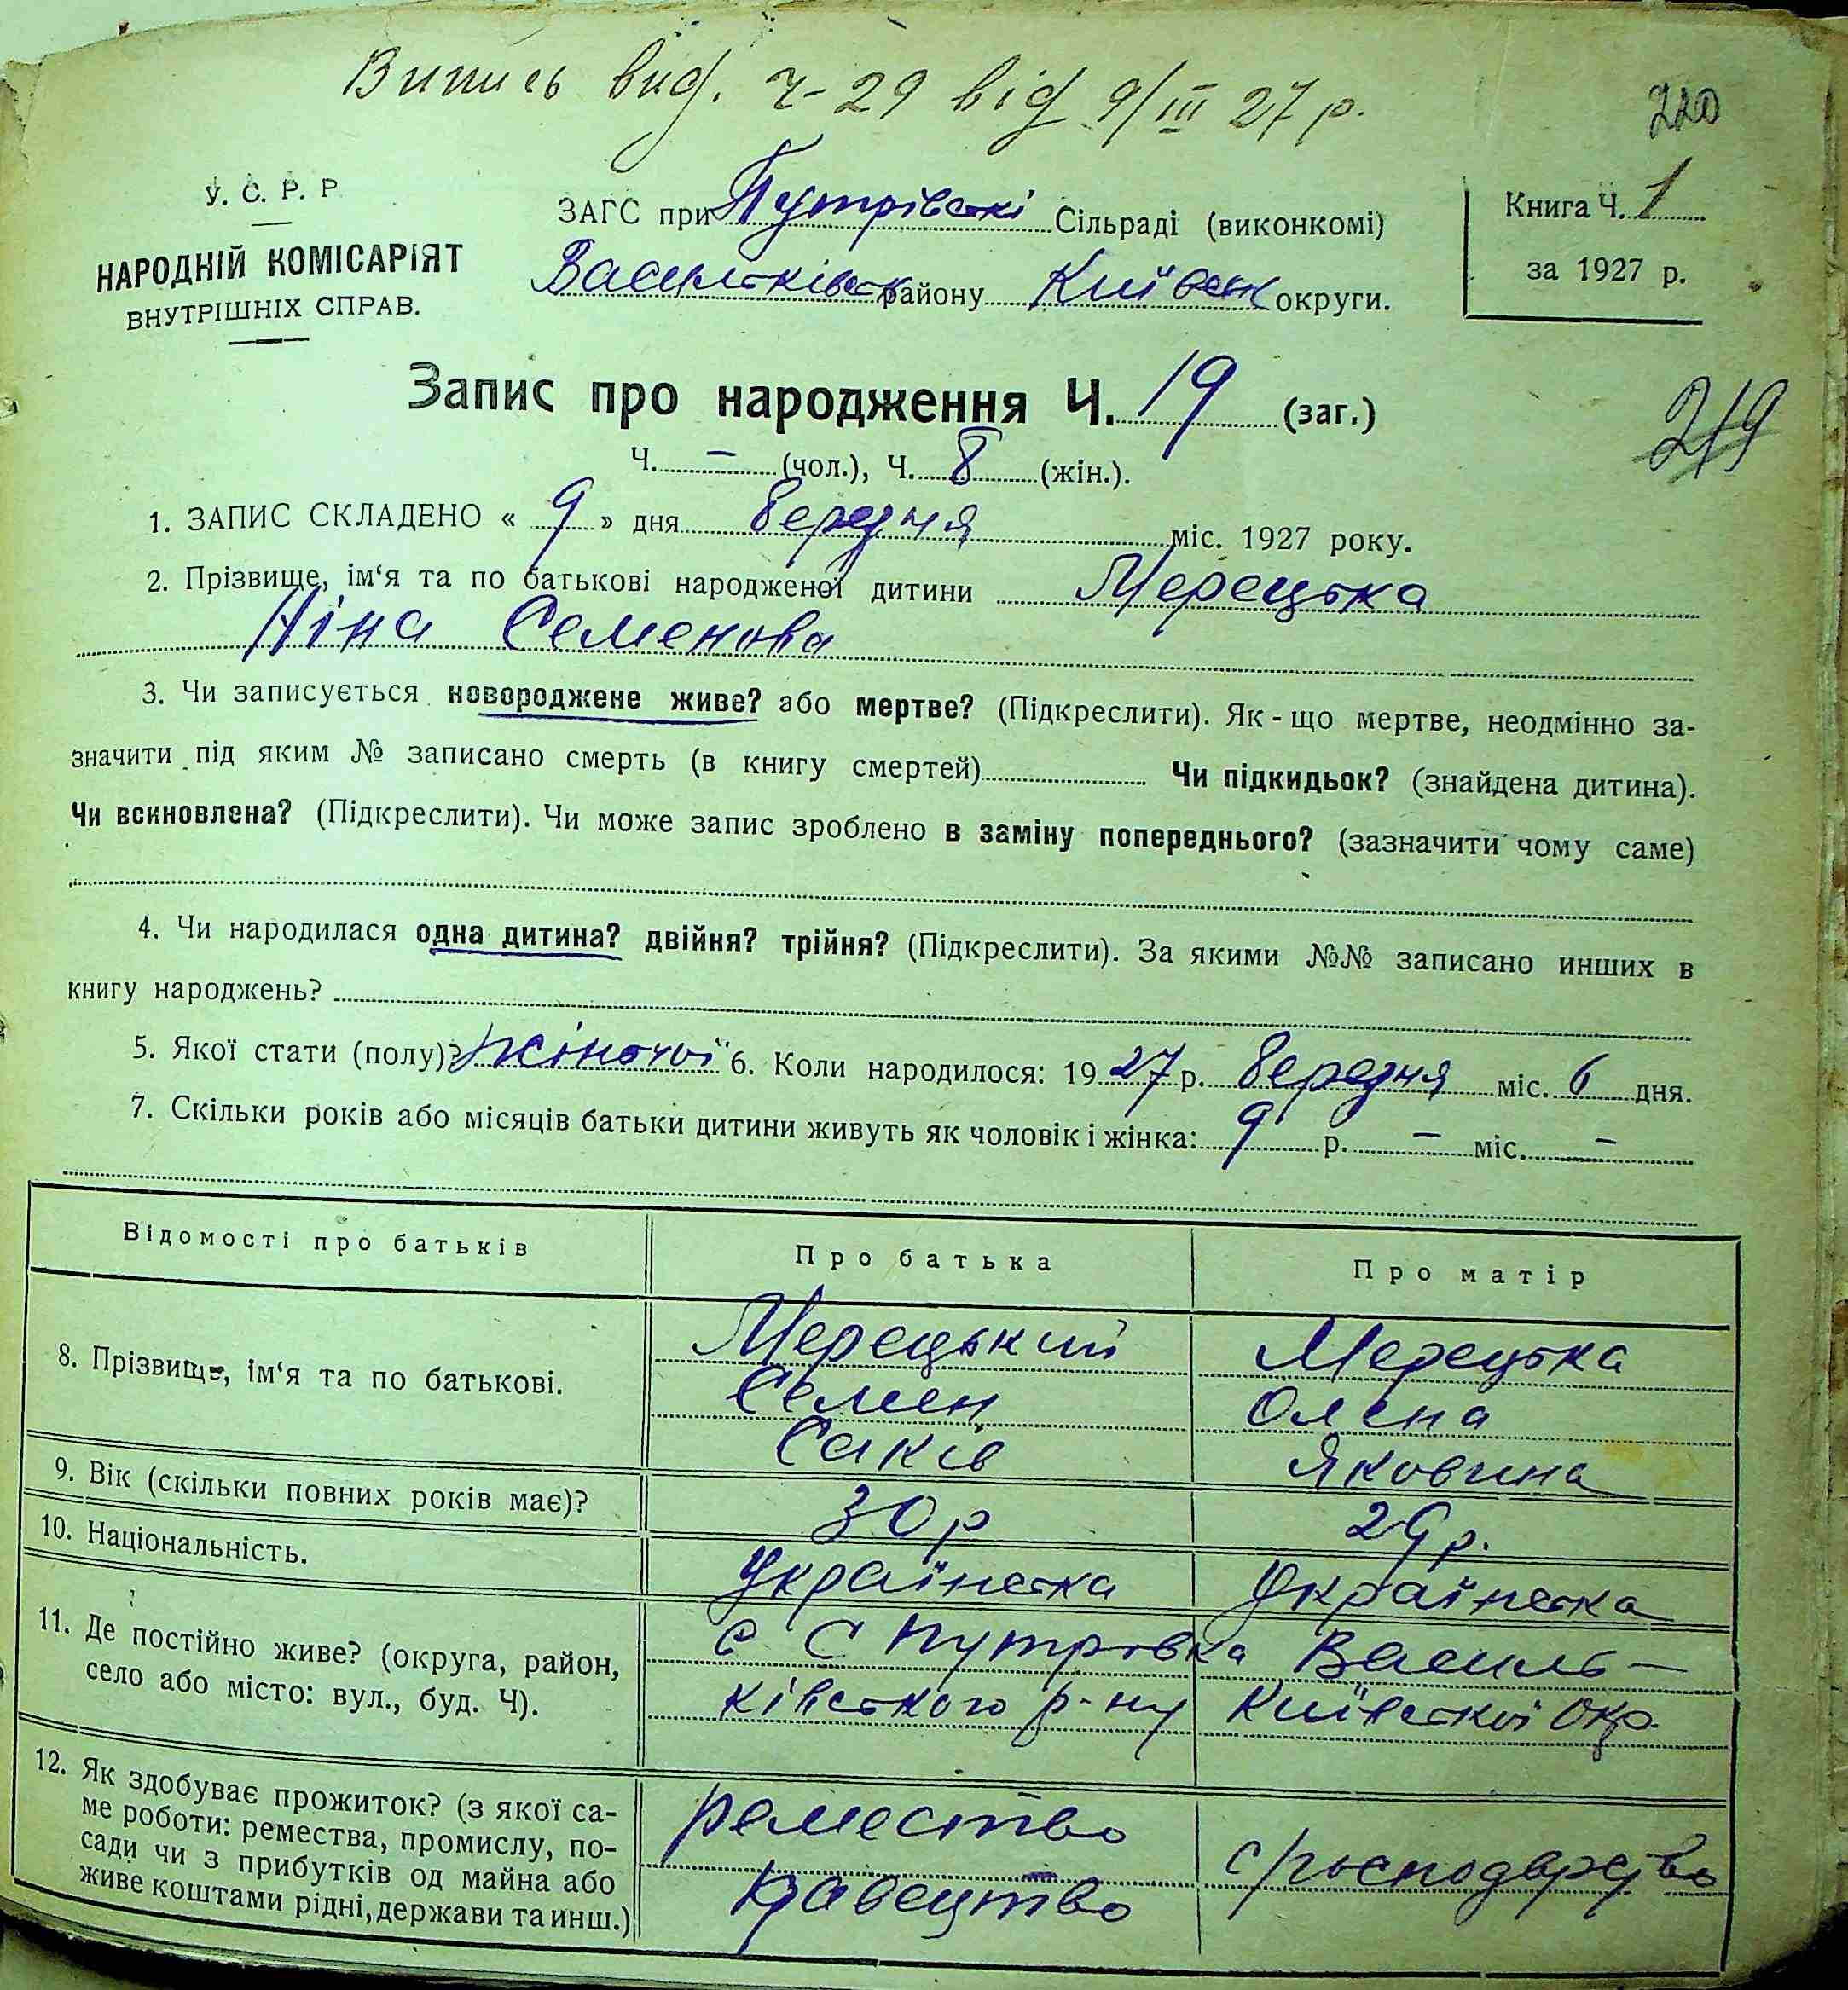 Випись вид. ч-29 від 9/ІІІ 27 р.
220
У. С. Р. Р
НАРОДНІЙ КОМІСАРІЯТ
ВНУТРІШНІХ СПРАВ.
ЗАГС при Путрівські Сільраді (виконкомі)
Васильківськ району Київськ округи.
Книга Ч. 1
за 1927 р.
Запис про народження Ч. 19 (заг.)
219
Ч. – (чол.), Ч. 8 (жін.).
1. ЗАПИС СКЛАДЕНО « 9 » дня березня міс. 1927 року.
2. Прізвище, ім‘я та по батькові народженої дитини Мерецька
Ніна Семенова
3. Чи записується новороджене живе? або мертве? (Підкреслити). Як - що мертве, неодмінно за-
значити під яким № записано смерть (в книгу смертей) Чи підкидьок? (знайдена дитина).
Чи всиновлена? (Підкреслити). Чи може запис зроблено в заміну попереднього? (зазначити чому саме)
4. Чи народилася одна дитина? двійня? трійня? (Підкреслити). За якими №№ записано инших в
книгу народжень?
5. Якої стати (полу)? жіночої 6. Коли народилося: 1927 р. березня міс. 6 дня.
7. Скільки років або місяців батьки дитини живуть як чоловік і жінка: 9 р. – міс. –
Відомості про батьків Про батька Про матір
8. Прізвище, ім‘я та по батькові.
Мерецький
Семен
Саків
Мерецька
Олена
Яковина
9. Вік (скільки повних років має)? 30 р 29 р.
10. Національність. Українська Українська
11. Де постійно живе? (округа, район,
село або місто: вул., буд. Ч).
с С Путровка Василь-
ківського р-ну Київської Окр.
12. Як здобуває прожиток? (з якої са-
ме роботи: ремества, промислу, по-
сади чи з прибутків од майна або
живе коштами рідні, держави та инш.)
ремество
кравецтво
с/господарство